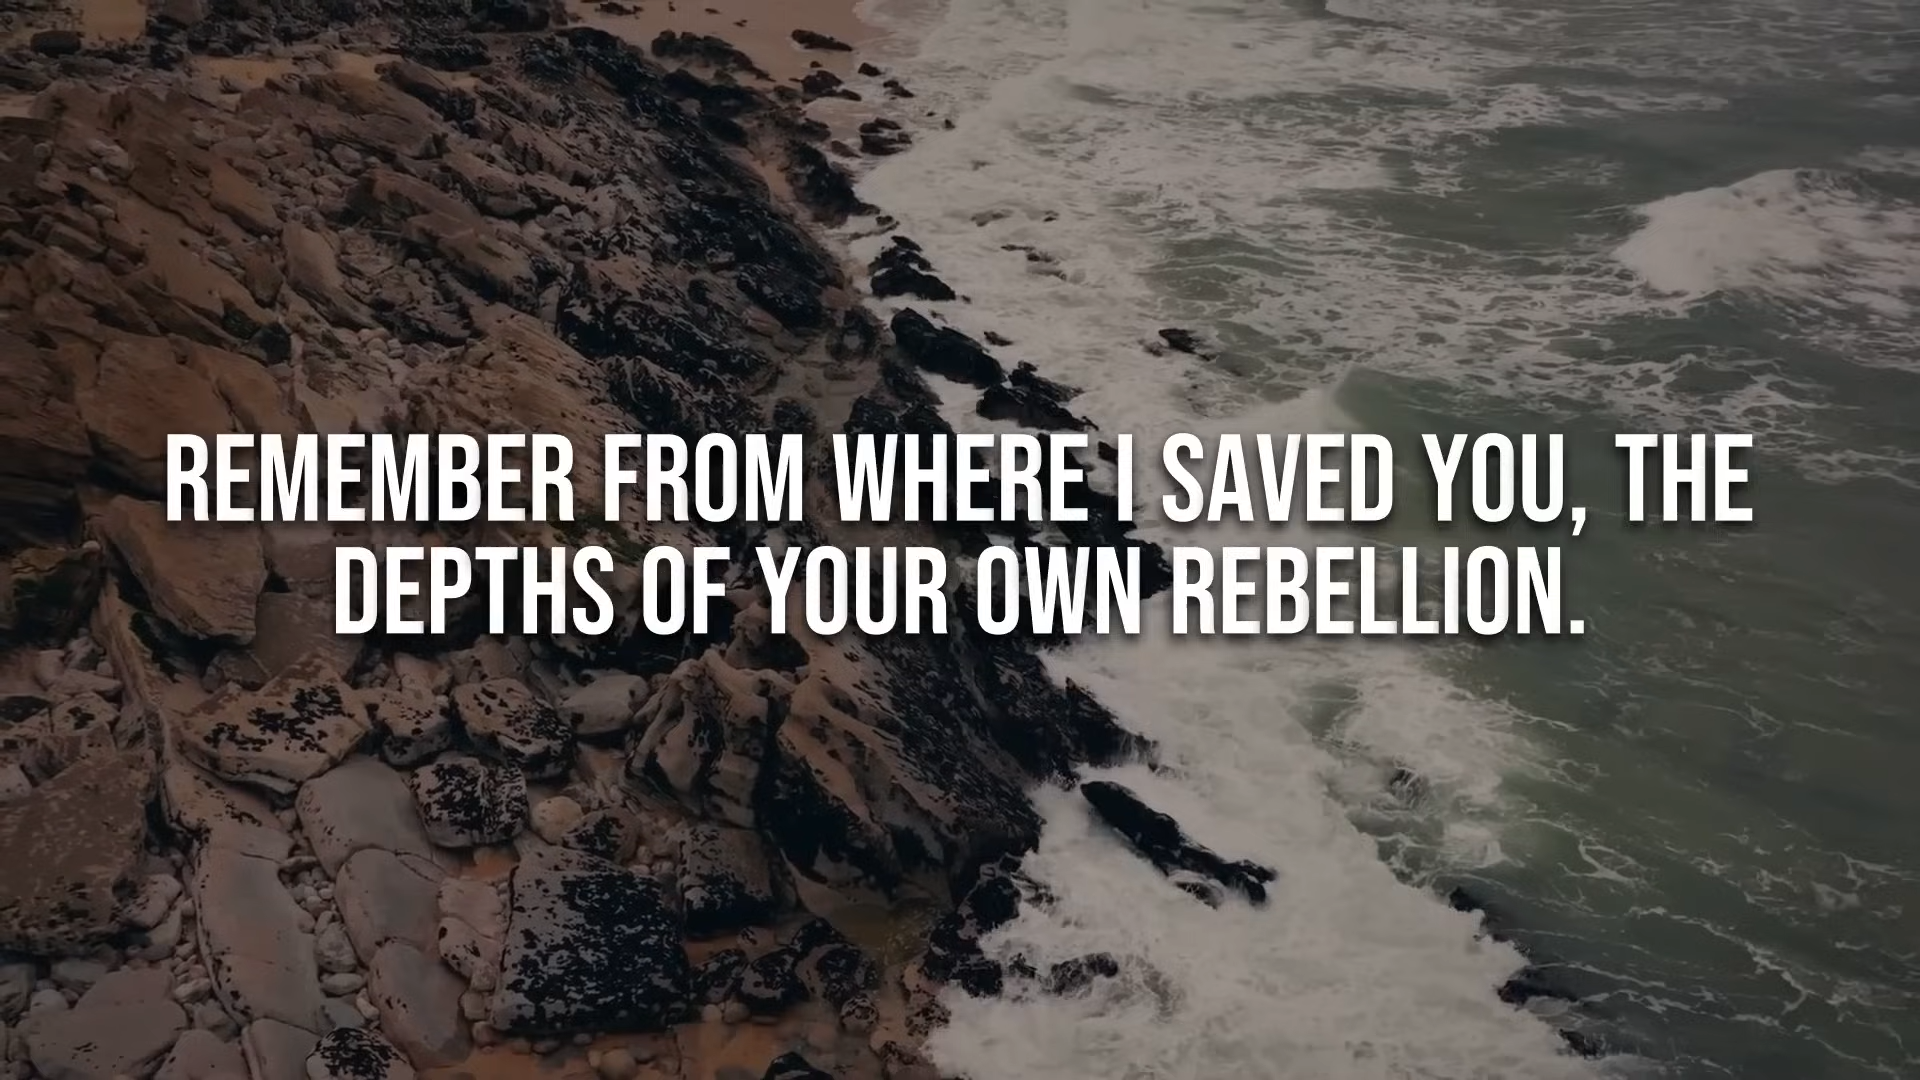 REMEMBER FROM WHERE I SAVED YOU, THE
DEPTHS OF YOUR OWN REBELLION.